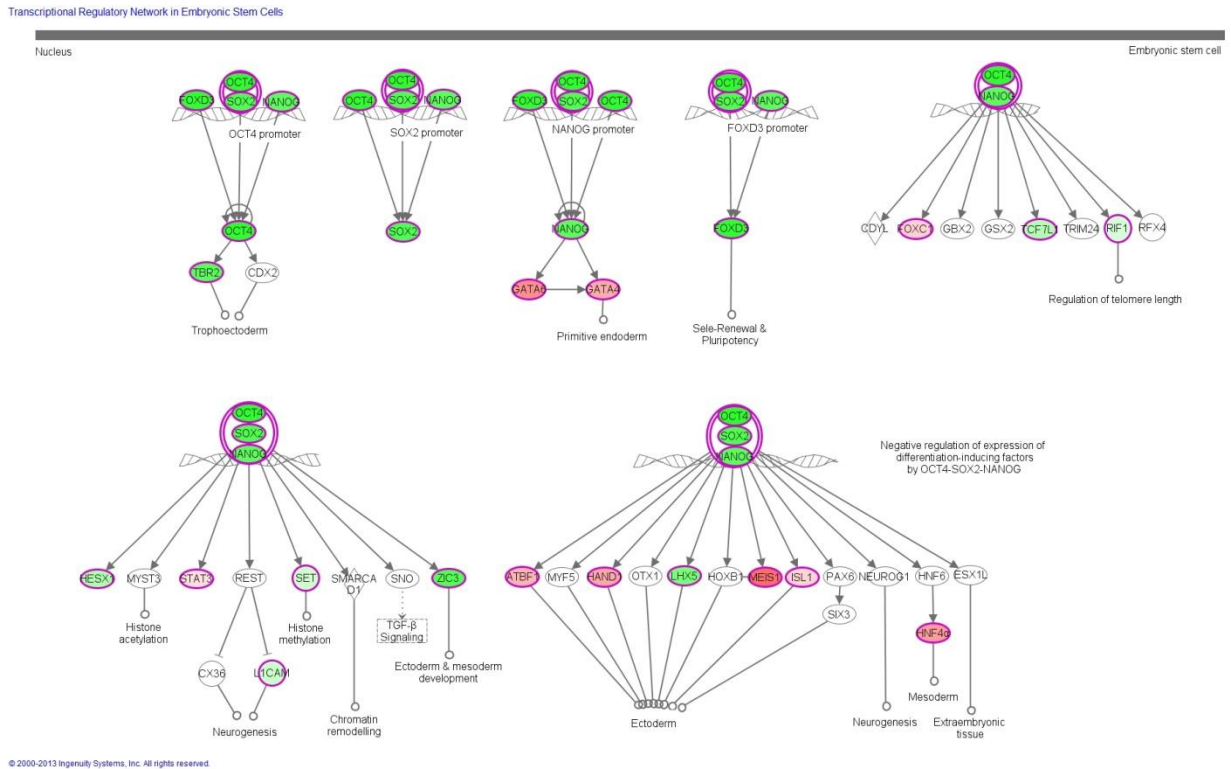 Transcriptional Regulatory Network in Embryonic Stem Cells
Nucleus
Embryonic stem cell
OCT4
FOXD3
SOX2
NANOG
OCT4 promoter
OCT4
TBR2
CDX2
Trophoectoderm
OCT4
OCT4
SOX2
NANOG
SOX2 promoter
SOX2
OCT4
FOXD3
SOX2
OCT4
NANOG promoter
NANOG
GATA6
GATA4
Primitive endoderm
OCT4
SOX2
NANOG
FOXD3 promoter
FOXD3
Sele-Renewal &
Pluripotency
OCT4
NANOG
CDYL
FOXC1
GBX2
GSX2
TCF7L1
TRIM24
RIF1
RFX4
Regulation of telomere length
OCT4
SOX2
NANOG
HESX1
MYST3
STAT3
REST
SET
SMARCA
D1
SNO
ZIC3
Histone
acetylation
Histone
methylation
TGF-β
Signaling
Ectoderm & mesoderm
development
CX36
L1CAM
Neurogenesis
Chromatin
remodelling
OCT4
SOX2
NANOG
Negative regulation of expression of
differentiation-inducing factors
by OCT4-SOX2-NANOG
ATBF1
MYF5
HAND1
OTX1
LHX5
HOXB1
MEIS1
ISL1
PAX6
NEUROG1
HNF6
ESX1L
SIX3
HNF4α
Mesoderm
Ectoderm
Neurogenesis
Extraembryonic
tissue
© 2000-2013 Ingenuity Systems, Inc. All rights reserved.